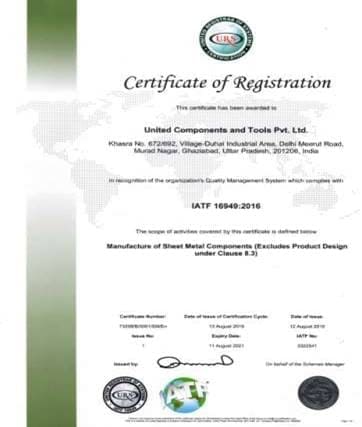 URS
Certificate of Registration
This certificate has been awarded to
United Components and Tools Pvt. Ltd.
Khasra No. 672/692, Village-Duhai Industrial Area, Delhi Meerut Road,
Murad Nagar, Ghaziabad, Uttar Pradesh, 201206, India
in recognition of the organization's Quality Management System which complies with
IATF 16949:2016
The scope of activities covered by this certificate is defined below
Manufacture of Sheet Metal Components (Excludes Product Design
under Clause 8.3)
Certificate Number: Date of Issue of Certification Cycle: Date of Issue:
13 August 2018 12 August 2018
Issue No: Expiry Date: IATF No:
1 11 August 2021
Issued by: On behalf of the Schemes Manager
URS
IATF